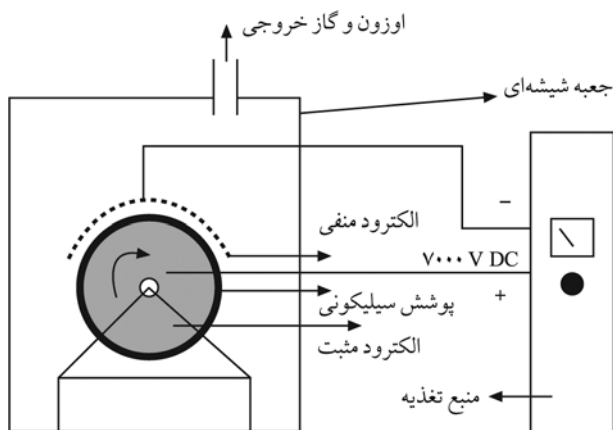 اوزون و گاز خروجی
جعبه شیشه‌ای
−
الکترود منفی
۷۰۰۰ V DC
+
پوشش سیلیکونی
الکترود مثبت
منبع تغذیه